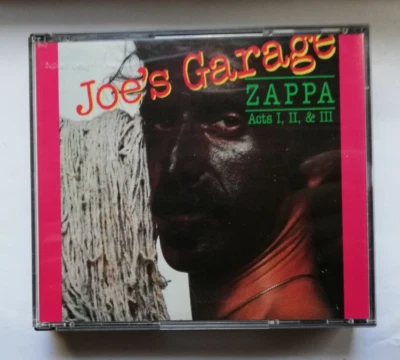 Joe's Garage
ZAPPA
Acts I, II, & III